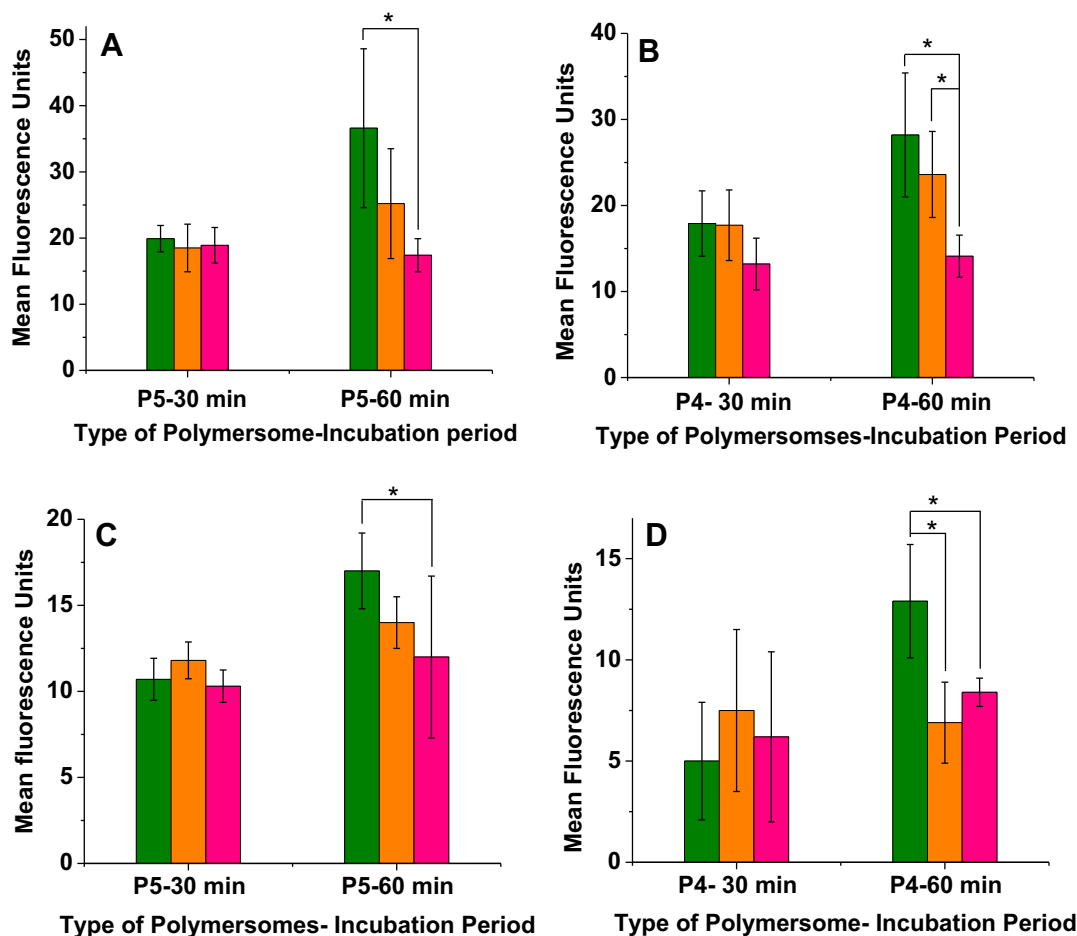 A
*
50
40
30
20
10
0
Mean Fluorescence Units
P5-30 min
P5-60 min
Type of Polymersome-Incubation period
B
*
*
40
30
20
10
0
Mean Fluorescence Units
P4- 30 min
P4-60 min
Type of Polymersomses-Incubation Period
C
*
20
15
10
5
0
Mean fluorescence Units
P5-30 min
P5-60 min
Type of Polymersomes- Incubation Period
D
*
*
15
10
5
0
Mean Fluorescence Units
P4- 30 min
P4-60 min
Type of Polymersome- Incubation Period